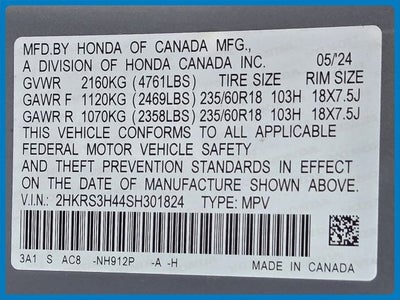 MFD.BY HONDA OF CANADA MFG.,
A DIVISION OF HONDA CANADA INC. 05/'24
GVWR 2160KG (4761LBS) TIRE SIZE RIM SIZE
GAWR F 1120KG (2469LBS) 235/60R18 103H 18X7.5J
GAWR R 1070KG (2358LBS) 235/60R18 103H 18X7.5J
THIS VEHICLE CONFORMS TO ALL APPLICABLE
FEDERAL MOTOR VEHICLE SAFETY
AND THEFT PREVENTION STANDARDS IN EFFECT
ON THE DATE OF MANUFACTURE SHOWN ABOVE.
V.I.N.: 2HKRS3H44SH301824 TYPE: MPV
3A1 S AC8 -NH912P -A -H MADE IN CANADA